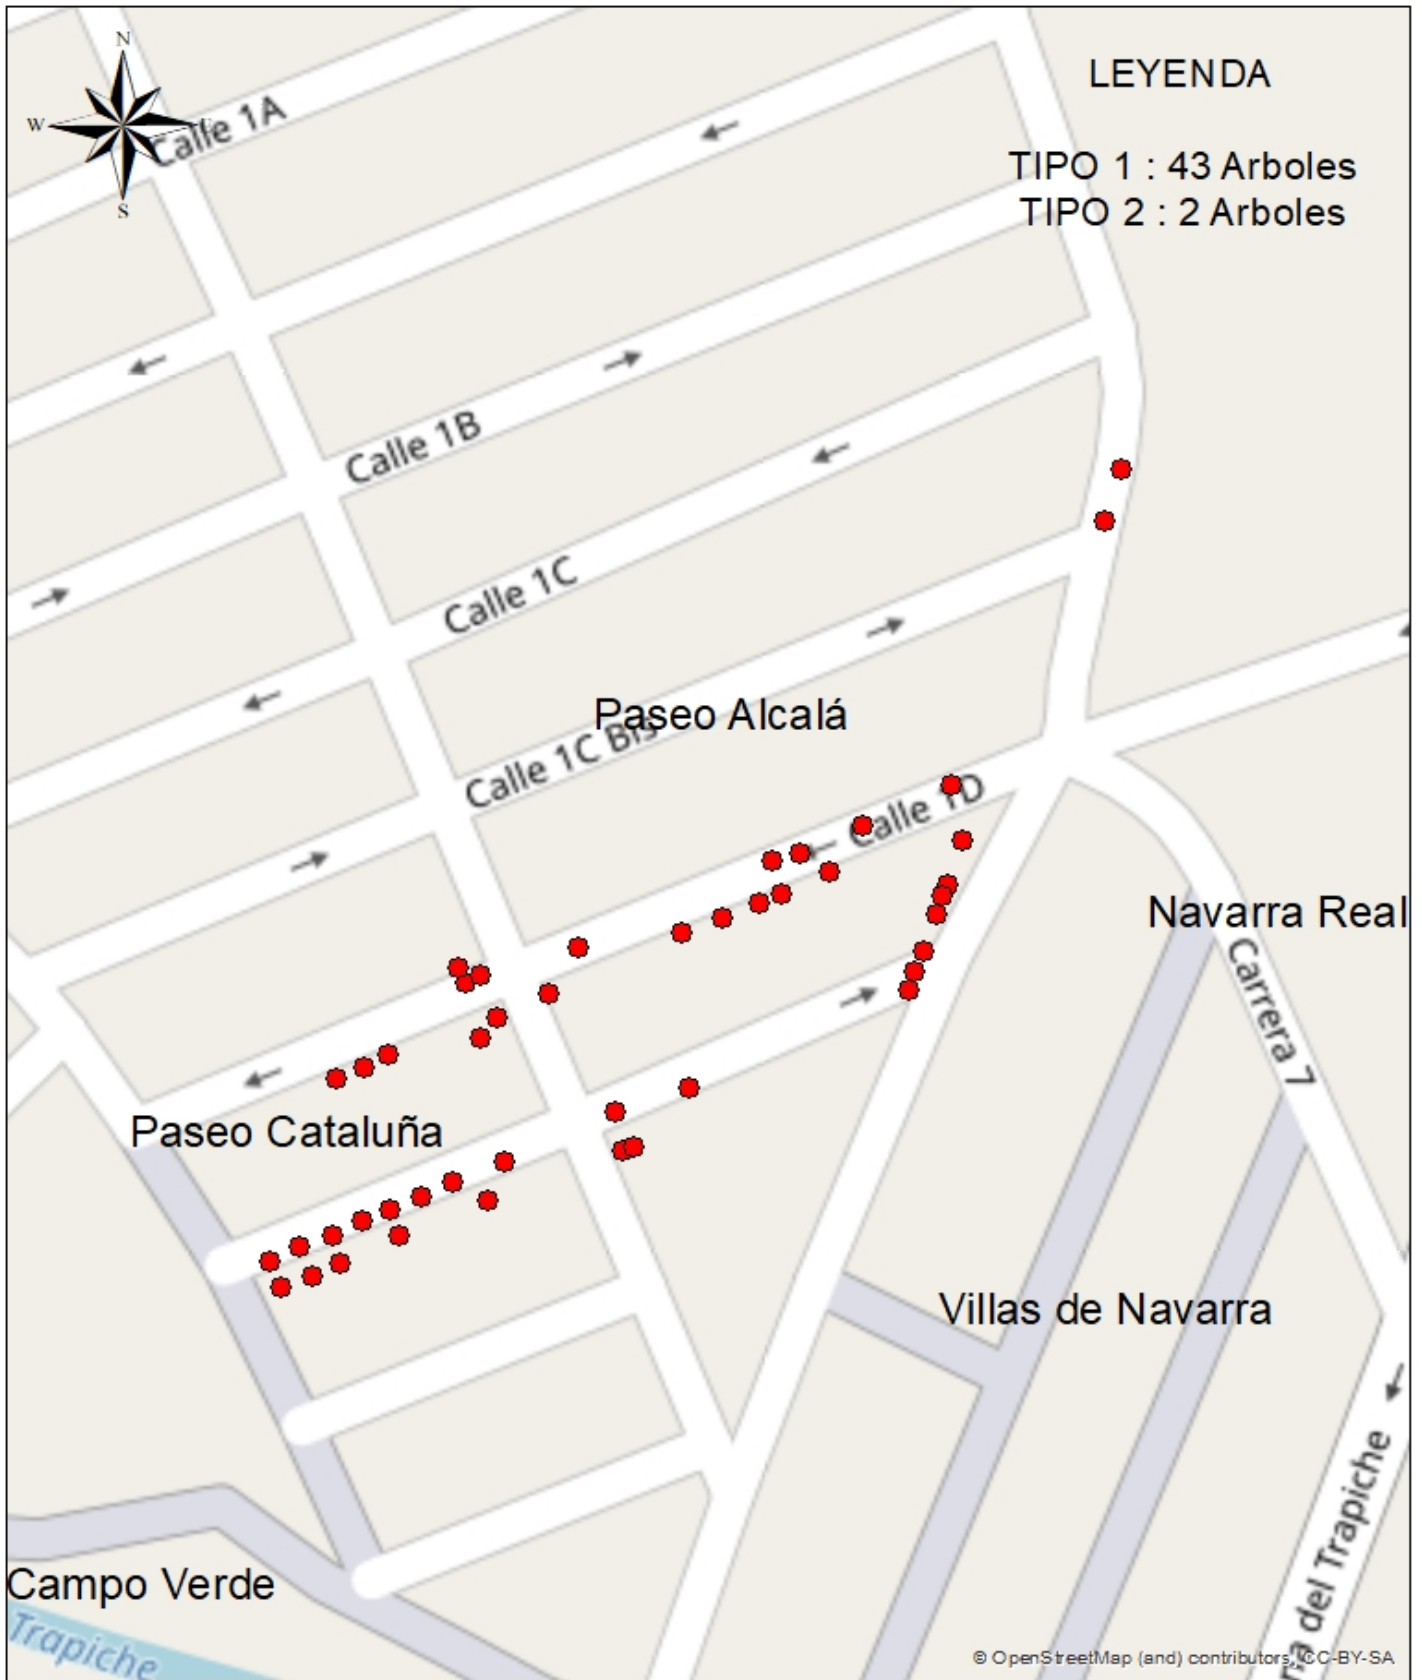 N
W
S
Calle 1A
LEYENDA
TIPO 1 : 43 Arboles
TIPO 2 : 2 Arboles
Calle 1B
Calle 1C
Paseo Alcalá
Calle 1C Bis
Calle 1D
Navarra Real
Carrera 7
Paseo Cataluña
Villas de Navarra
Campo Verde
Trapiche
del Trapiche
© OpenStreetMap (and) contributors, CC-BY-SA